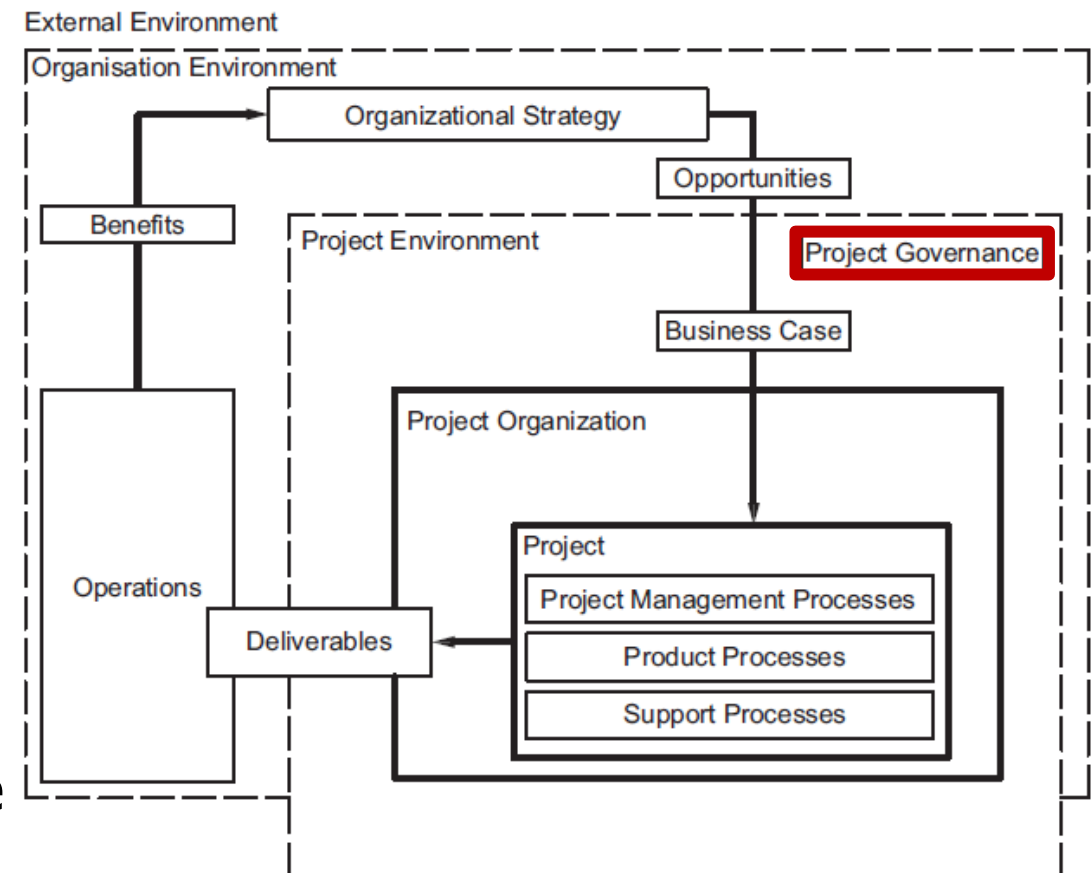 External Environment
Organisation Environment
Organizational Strategy
Opportunities
Benefits
Project Environment
Project Governance
Business Case
Project Organization
Project
Operations
Project Management Processes
Deliverables
Product Processes
Support Processes
e